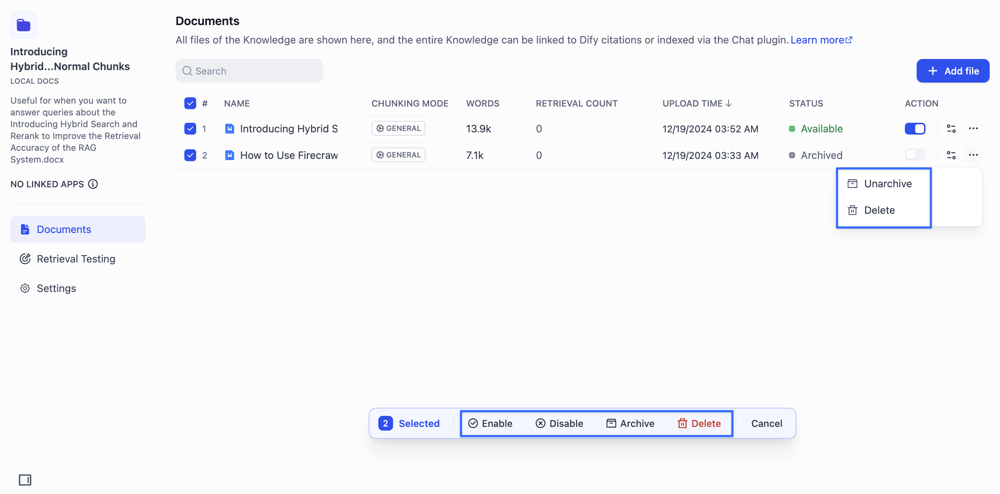 Introducing
Hybrid...Normal Chunks
LOCAL DOCS
Useful for when you want to
answer queries about the
Introducing Hybrid Search and
Rerank to Improve the Retrieval
Accuracy of the RAG
System.docx
NO LINKED APPS
Documents
Retrieval Testing
Settings
Documents
All files of the Knowledge are shown here, and the entire Knowledge can be linked to Dify citations or indexed via the Chat plugin. Learn more
Search
+ Add file
# NAME CHUNKING MODE WORDS RETRIEVAL COUNT UPLOAD TIME ↓ STATUS ACTION
1 Introducing Hybrid S GENERAL 13.9k 0 12/19/2024 03:52 AM Available
2 How to Use Firecraw GENERAL 7.1k 0 12/19/2024 03:33 AM Archived
Unarchive
Delete
2 Selected Enable Disable Archive Delete Cancel